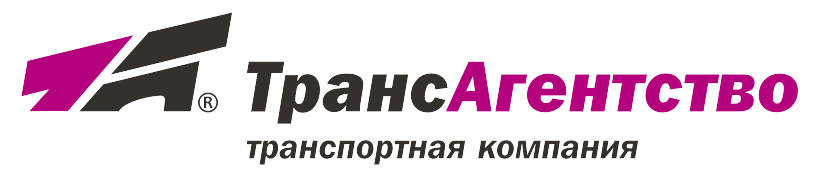 ® ТрансАгентство
транспортная компания